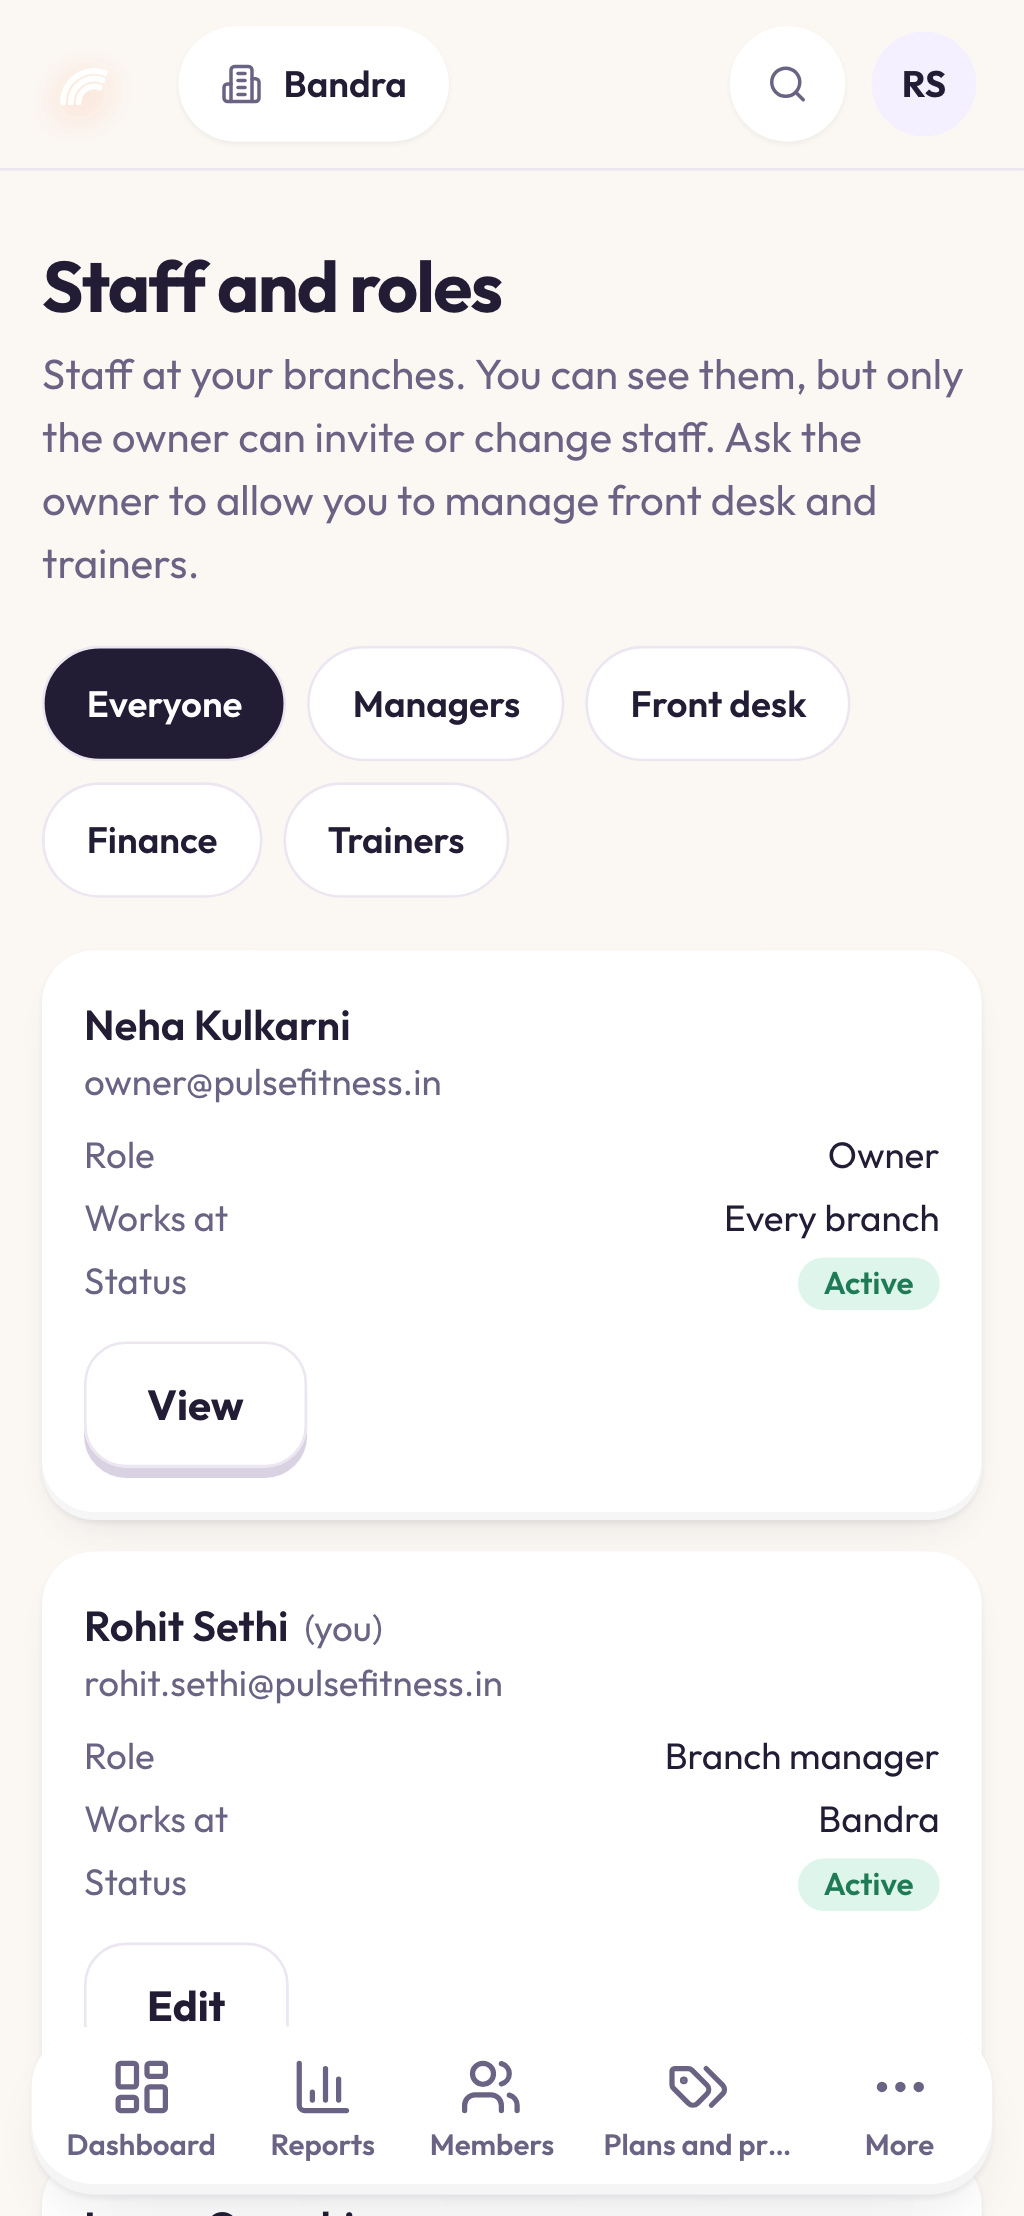 Bandra
RS
Staff and roles
Staff at your branches. You can see them, but only
the owner can invite or change staff. Ask the
owner to allow you to manage front desk and
trainers.
Everyone
Managers
Front desk
Finance
Trainers
Neha Kulkarni
owner@pulsefitness.in
Role
Owner
Works at
Every branch
Status
Active
View
Rohit Sethi (you)
rohit.sethi@pulsefitness.in
Role
Branch manager
Works at
Bandra
Status
Active
Edit
Dashboard
Reports
Members
Plans and pr...
More